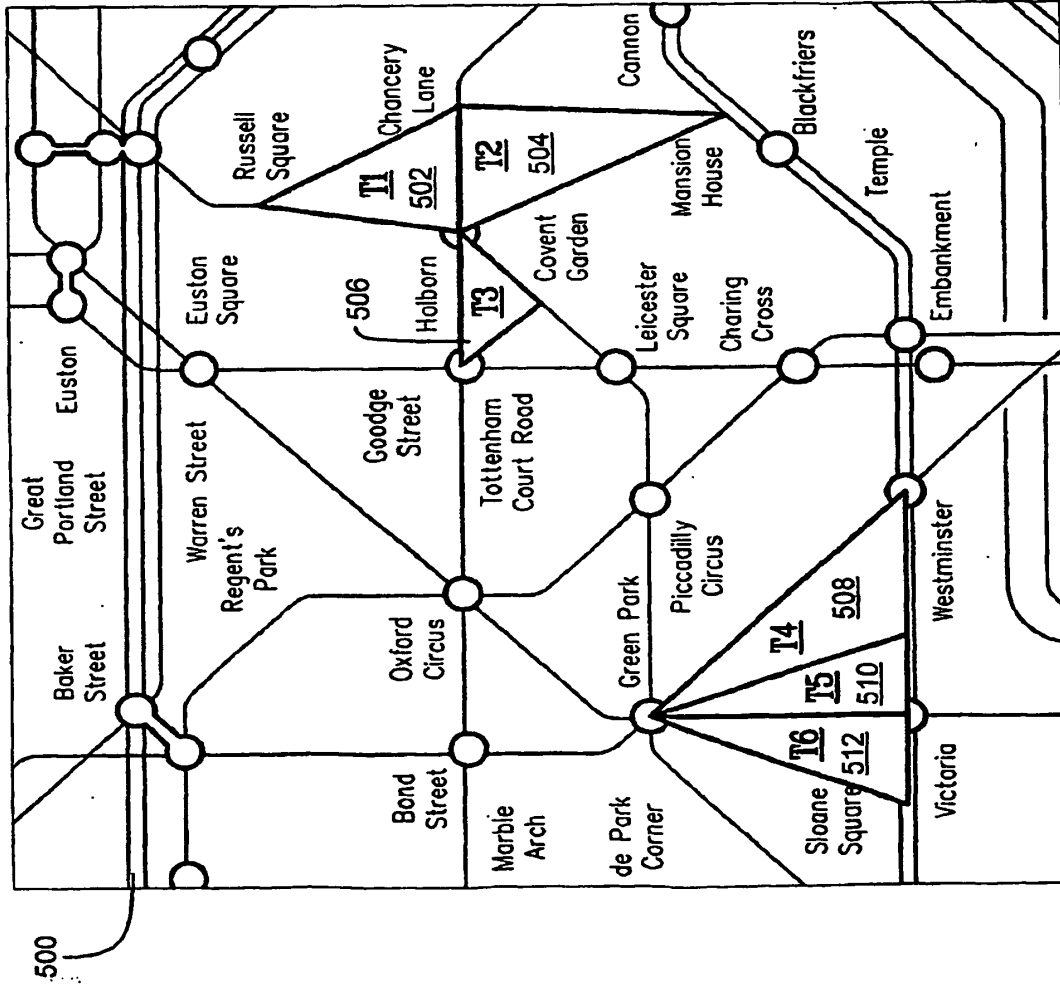 500
Great
Portland
Street
Baker
Street
Euston
Euston
Square
Warren Street
Regent's
Park
Russell
Square
Chancery
Lane
T1
502
506
Holborn
Goodge
Street
Oxford
Circus
Bond
Street
T2
504
T3
Tottenham
Court Road
Marble
Arch
Covent
Garden
Cannon
Mansion
House
Leicester
Square
Green Park
de Park
Corner
Charing
Cross
Piccadilly
Circus
Blackfriers
Temple
T4
508
T5
510
T6
512
Sloane
Square
Embankment
Westminster
Victoria